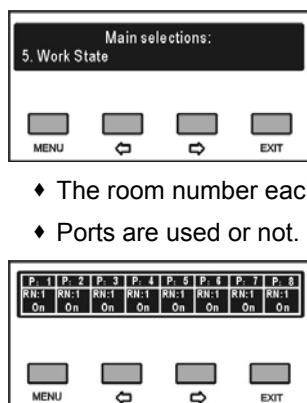 Main selections:
5. Work State
MENU ⇦ ⇨ EXIT
♦ The room number eac
♦ Ports are used or not.
P: 1 P: 2 P: 3 P: 4 P: 5 P: 6 P: 7 P: 8
RN:1 RN:1 RN:1 RN:1 RN:1 RN:1 RN:1 RN:1
On On On On On On On On
MENU ⇦ ⇨ EXIT